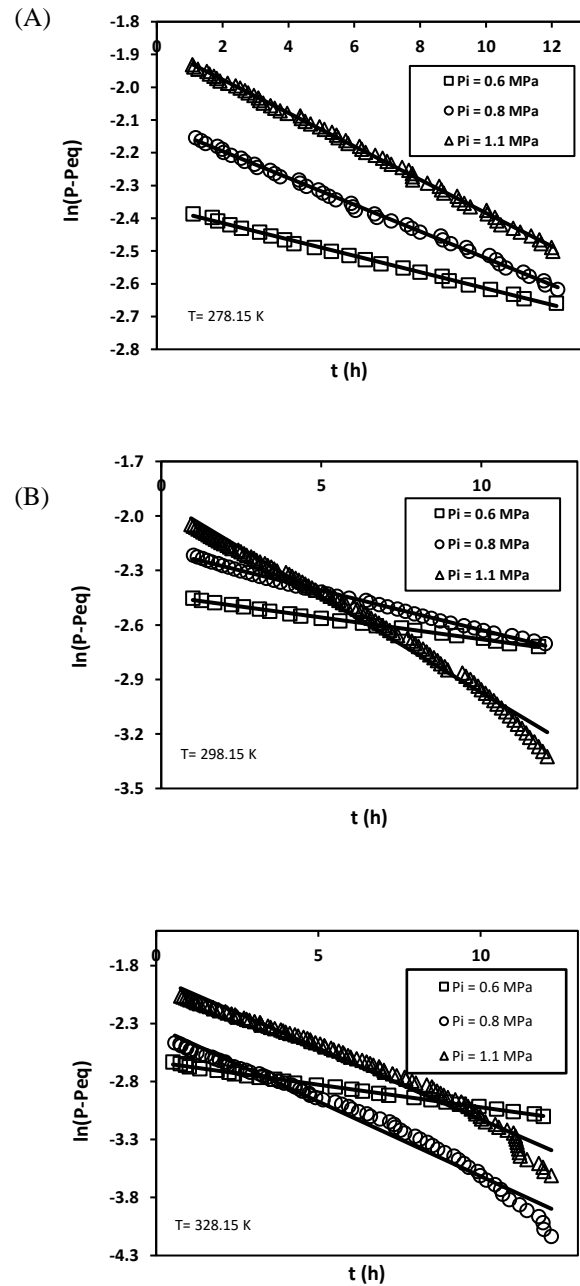 (A)
0 2 4 6 8 10 12
-1.8
-1.9
-2.0
-2.1
-2.2
-2.3
-2.4
-2.5
-2.6
-2.7
-2.8
ln(P-Peq)
Pi = 0.6 MPa
Pi = 0.8 MPa
Pi = 1.1 MPa
T= 278.15 K
t (h)
(B)
0 5 10
-1.7
-2.0
-2.3
-2.6
-2.9
-3.2
-3.5
ln(P-Peq)
Pi = 0.6 MPa
Pi = 0.8 MPa
Pi = 1.1 MPa
T= 298.15 K
t (h)
0 5 10
-1.8
-2.3
-2.8
-3.3
-3.8
-4.3
ln(P-Peq)
Pi = 0.6 MPa
Pi = 0.8 MPa
Pi = 1.1 MPa
T= 328.15 K
t (h)